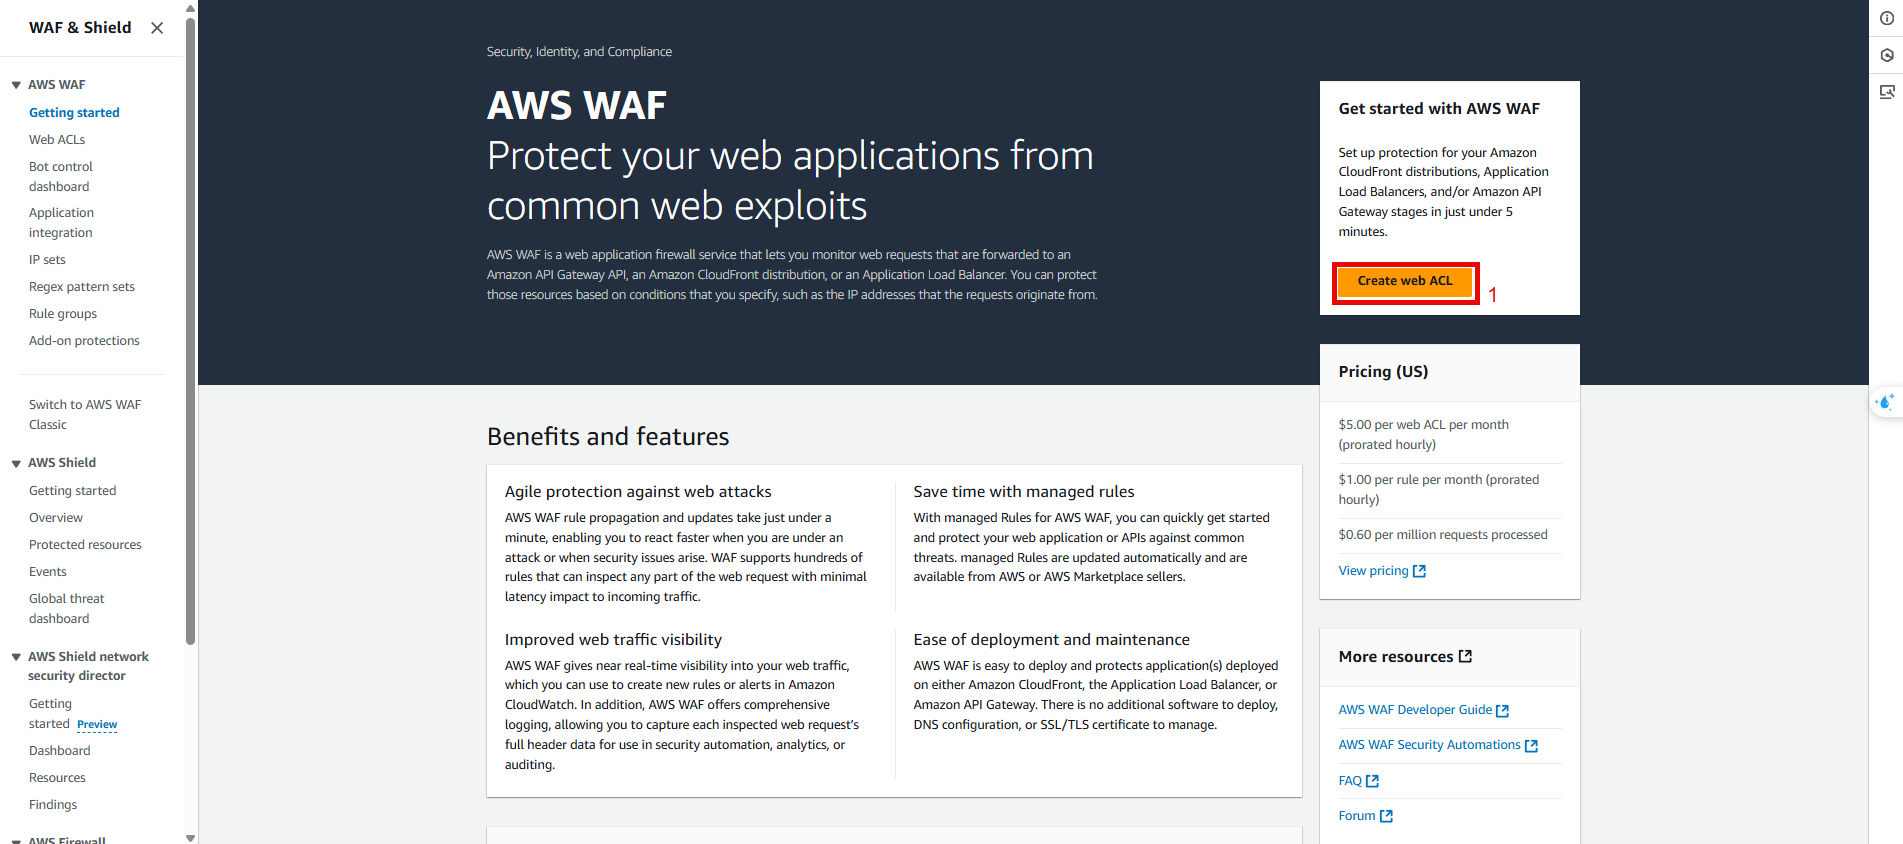 WAF & Shield
AWS WAF
Getting started
Web ACLs
Bot control
dashboard
Application
integration
IP sets
Regex pattern sets
Rule groups
Add-on protections
Switch to AWS WAF
Classic
AWS Shield
Getting started
Overview
Protected resources
Events
Global threat
dashboard
AWS Shield network
security director
Getting
started Preview
Dashboard
Resources
Findings
AWS Firewall
Security, Identity, and Compliance
AWS WAF
Protect your web applications from
common web exploits
AWS WAF is a web application firewall service that lets you monitor web requests that are forwarded to an
Amazon API Gateway API, an Amazon CloudFront distribution, or an Application Load Balancer. You can protect
those resources based on conditions that you specify, such as the IP addresses that the requests originate from.
Get started with AWS WAF
Set up protection for your Amazon
CloudFront distributions, Application
Load Balancers, and/or Amazon API
Gateway stages in just under 5
minutes.
Create web ACL
1
Pricing (US)
$5.00 per web ACL per month
(prorated hourly)
$1.00 per rule per month (prorated
hourly)
$0.60 per million requests processed
View pricing
Benefits and features
Agile protection against web attacks
AWS WAF rule propagation and updates take just under a
minute, enabling you to react faster when you are under an
attack or when security issues arise. WAF supports hundreds of
rules that can inspect any part of the web request with minimal
latency impact to incoming traffic.
Save time with managed rules
With managed Rules for AWS WAF, you can quickly get started
and protect your web application or APIs against common
threats. managed Rules are updated automatically and are
available from AWS or AWS Marketplace sellers.
Improved web traffic visibility
AWS WAF gives near real-time visibility into your web traffic,
which you can use to create new rules or alerts in Amazon
CloudWatch. In addition, AWS WAF offers comprehensive
logging, allowing you to capture each inspected web request's
full header data for use in security automation, analytics, or
auditing.
Ease of deployment and maintenance
AWS WAF is easy to deploy and protects application(s) deployed
on either Amazon CloudFront, the Application Load Balancer, or
Amazon API Gateway. There is no additional software to deploy,
DNS configuration, or SSL/TLS certificate to manage.
More resources
AWS WAF Developer Guide
AWS WAF Security Automations
FAQ
Forum